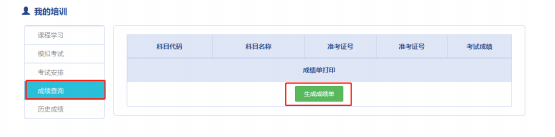 我的培训
课程学习
模拟考试
考试安排
成绩查询
历史成绩
科目代码 科目名称 准考证号 准考证号 考试成绩
成绩单打印
生成成绩单